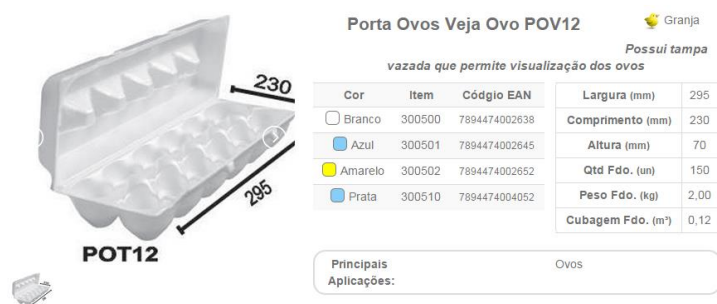 Porta Ovos Veja Ovo POV12
Granja
Possui tampa
vazada que permite visualização dos ovos
230
295
POT12
Cor Item Códgio EAN
Branco 300500 7894474002638
Azul 300501 7894474002645
Amarelo 300502 7894474002652
Prata 300510 7894474004052
Largura (mm) 295
Comprimento (mm) 230
Altura (mm) 70
Qtd Fdo. (un) 150
Peso Fdo. (kg) 2,00
Cubagem Fdo. (m³) 0,12
Principais
Aplicações:
Ovos